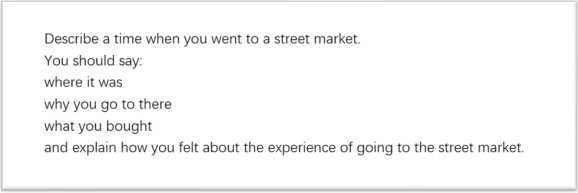 Describe a time when you went to a street market.
You should say:
where it was
why you go to there
what you bought
and explain how you felt about the experience of going to the street market.